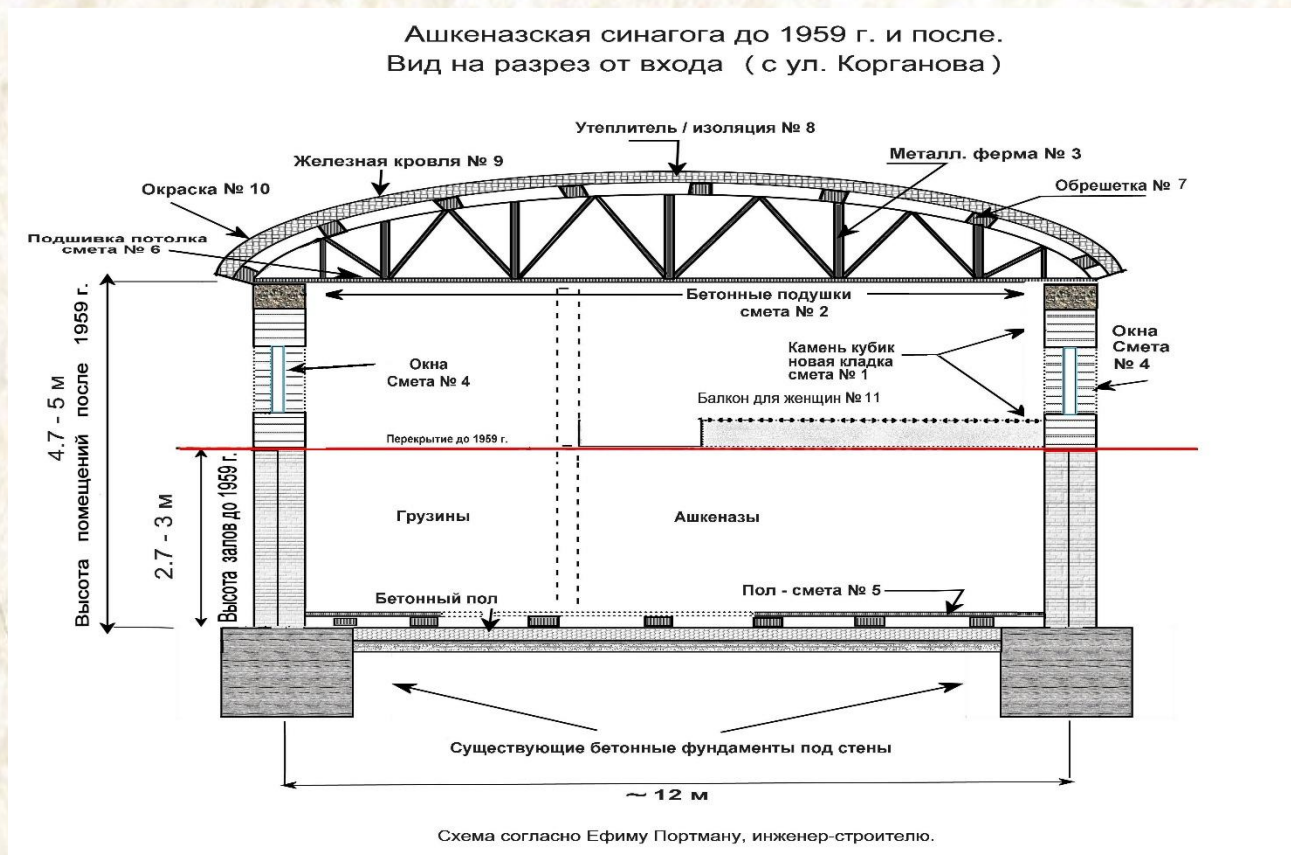 Ашкеназская синагога до 1959 г. и после.
Вид на разрез от входа ( с ул. Корганова )
Утеплитель / изоляция № 8
Железная кровля № 9
Металл. ферма № 3
Окраска № 10
Обрешетка № 7
Подшивка потолка
смета № 6
Бетонные подушки
смета № 2
Окна
Смета № 4
Камень кубик
новая кладка
смета № 1
Окна
Смета
№ 4
Балкон для женщин № 11
Перекрытие до 1959 г.
Высота помещений после 1959 г.
4.7 - 5 м
Высота залов до 1959 г.
2.7 - 3 м
Грузины
Ашкеназы
Бетонный пол
Пол - смета № 5
Существующие бетонные фундаменты под стены
~ 12 м
Схема согласно Ефиму Портману, инженер-строителю.